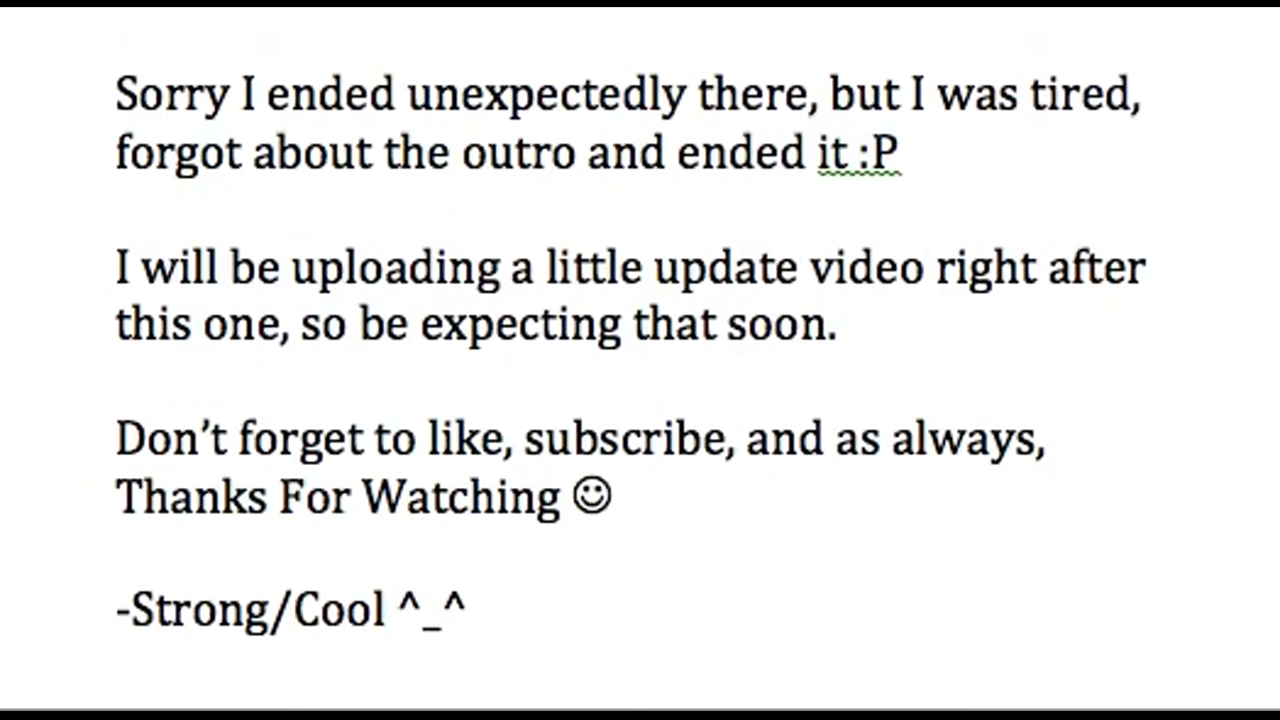 Sorry I ended unexpectedly there, but I was tired,
forgot about the outro and ended it :P
I will be uploading a little update video right after
this one, so be expecting that soon.
Don’t forget to like, subscribe, and as always,
Thanks For Watching ☺
-Strong/Cool ^_^